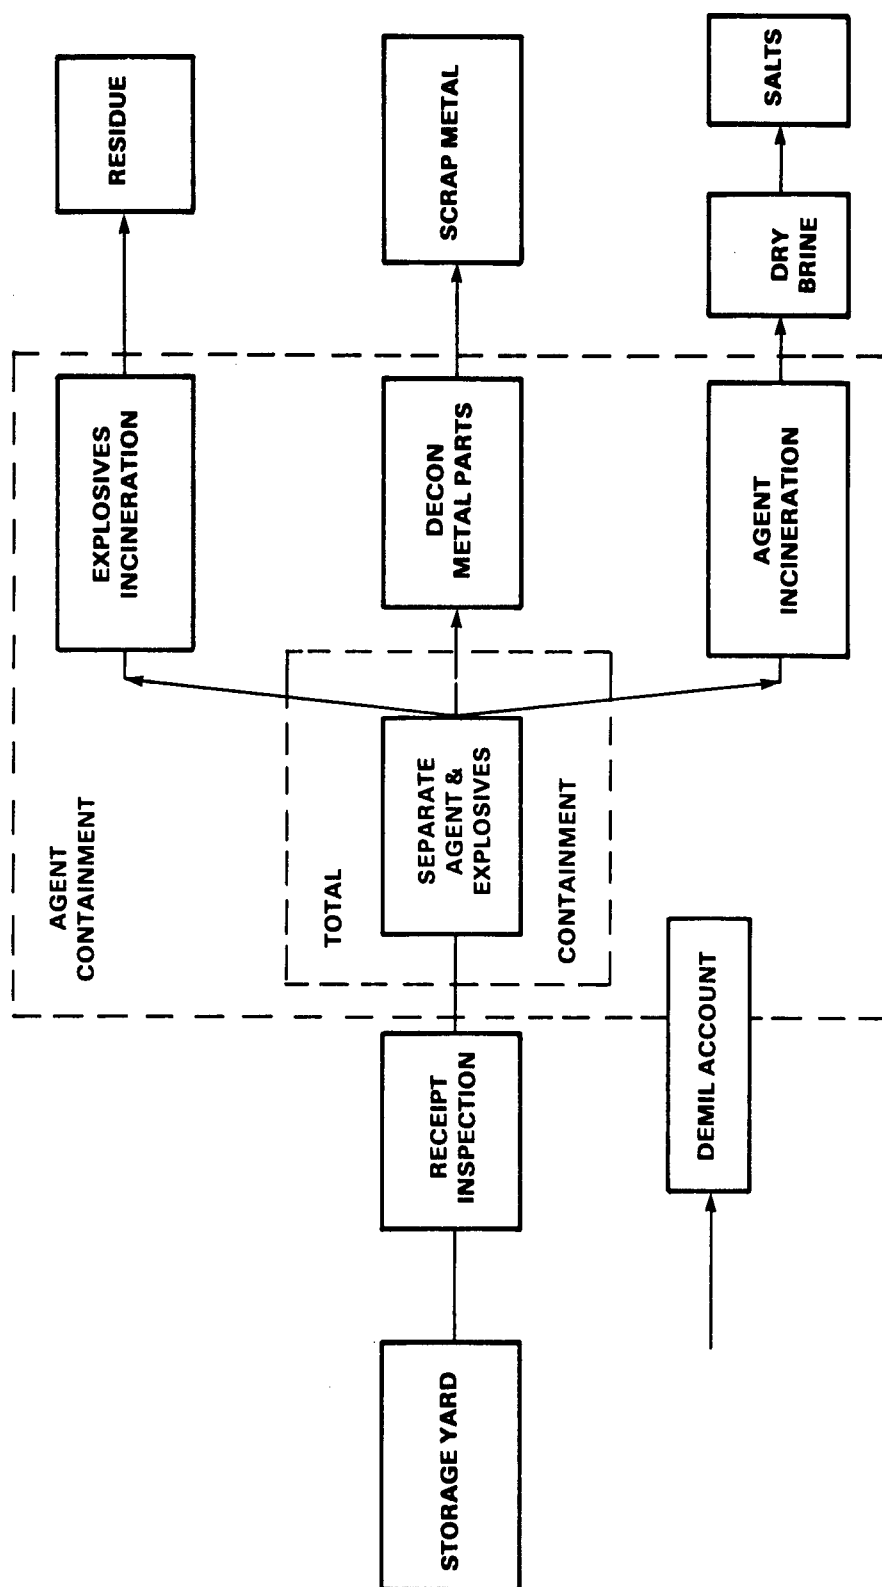 STORAGE YARD
RECEIPT
INSPECTION
AGENT
CONTAINMENT
TOTAL
SEPARATE
AGENT &
EXPLOSIVES
CONTAINMENT
DEMIL ACCOUNT
EXPLOSIVES
INCINERATION
RESIDUE
DECON
METAL PARTS
SCRAP METAL
AGENT
INCINERATION
DRY
BRINE
SALTS